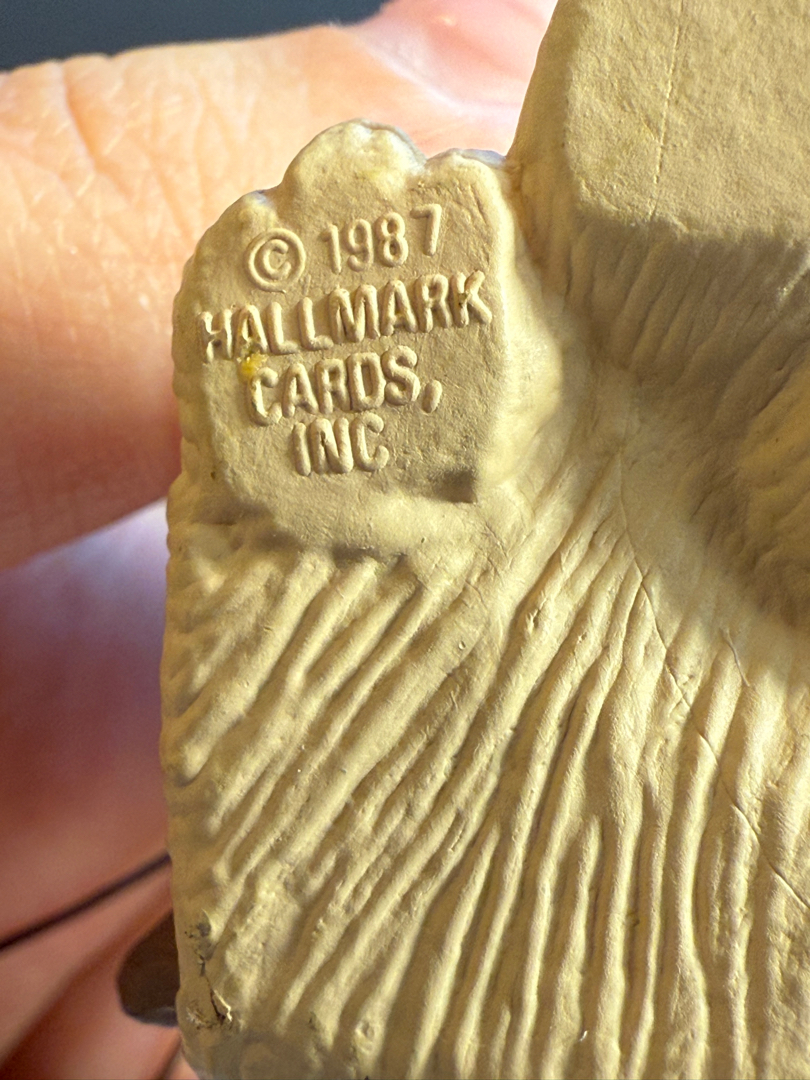 © 1987
HALLMARK
CARDS,
INC